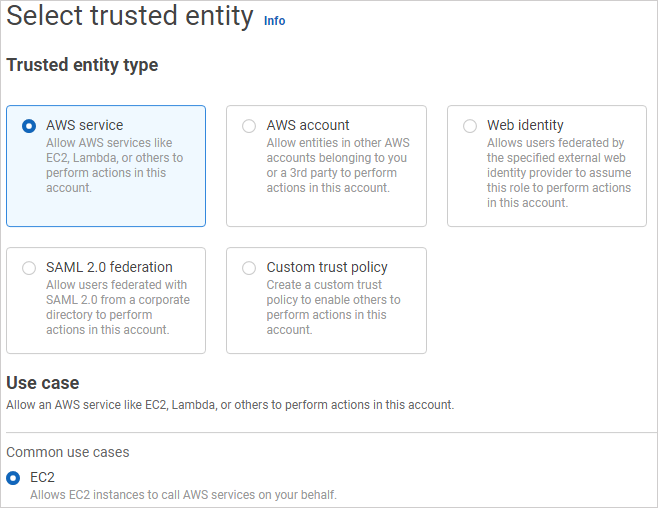 Select trusted entity Info
Trusted entity type
AWS service
Allow AWS services like
EC2, Lambda, or others to
perform actions in this
account.
AWS account
Allow entities in other AWS
accounts belonging to you
or a 3rd party to perform
actions in this account.
Web identity
Allows users federated by
the specified external web
identity provider to assume
this role to perform actions
in this account.
SAML 2.0 federation
Allow users federated with
SAML 2.0 from a corporate
directory to perform
actions in this account.
Custom trust policy
Create a custom trust
policy to enable others to
perform actions in this
account.
Use case
Allow an AWS service like EC2, Lambda, or others to perform actions in this account.
Common use cases
EC2
Allows EC2 instances to call AWS services on your behalf.